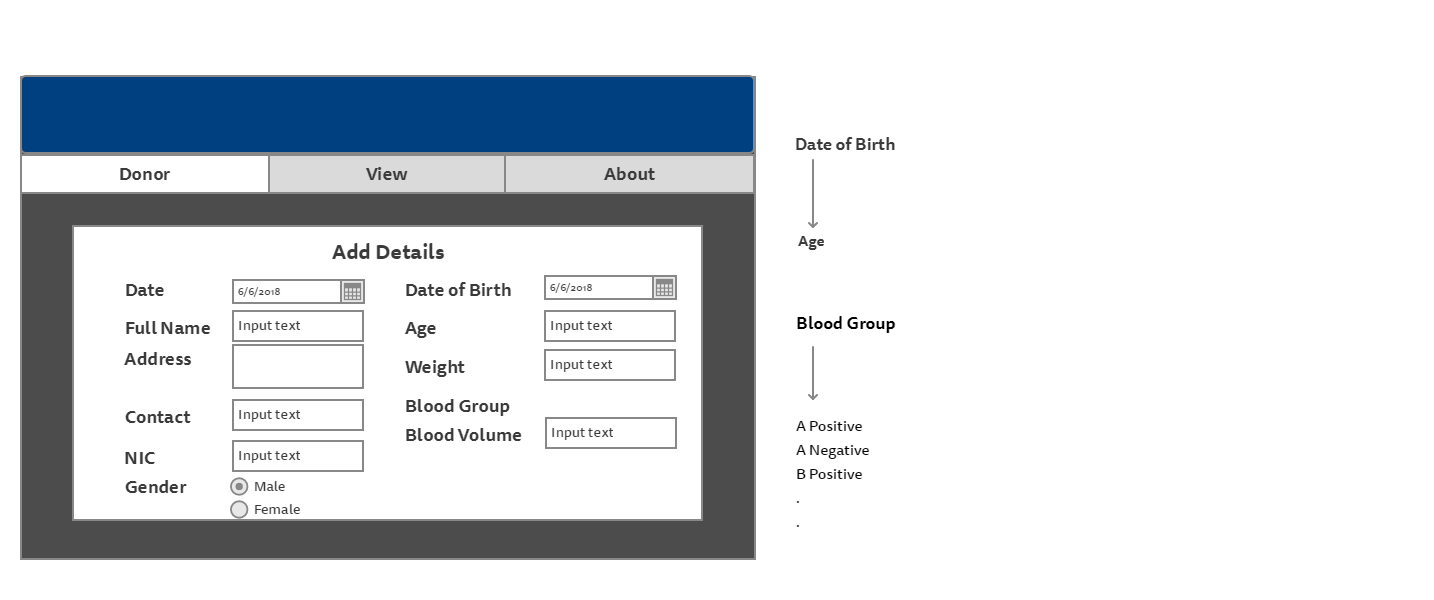 Donor
View
About
Add Details
Date
6/6/2018
Full Name
Input text
Address
Contact
Input text
NIC
Input text
Gender
Male
Female
Date of Birth
6/6/2018
Age
Input text
Weight
Input text
Blood Group
Blood Volume
Input text
Date of Birth
Age
Blood Group
A Positive
A Negative
B Positive
.
.